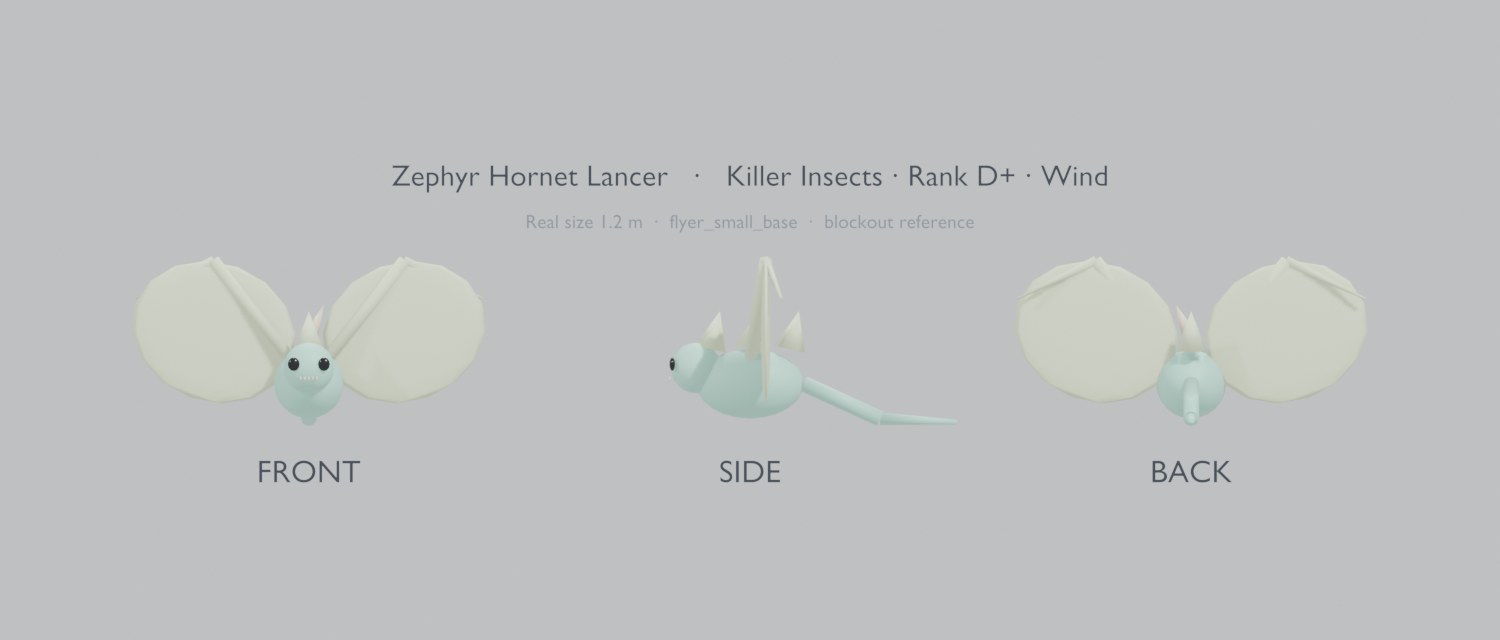 Zephyr Hornet Lancer · Killer Insects · Rank D+ · Wind
Real size 1.2 m · flyer_small_base · blockout reference
FRONT
SIDE
BACK